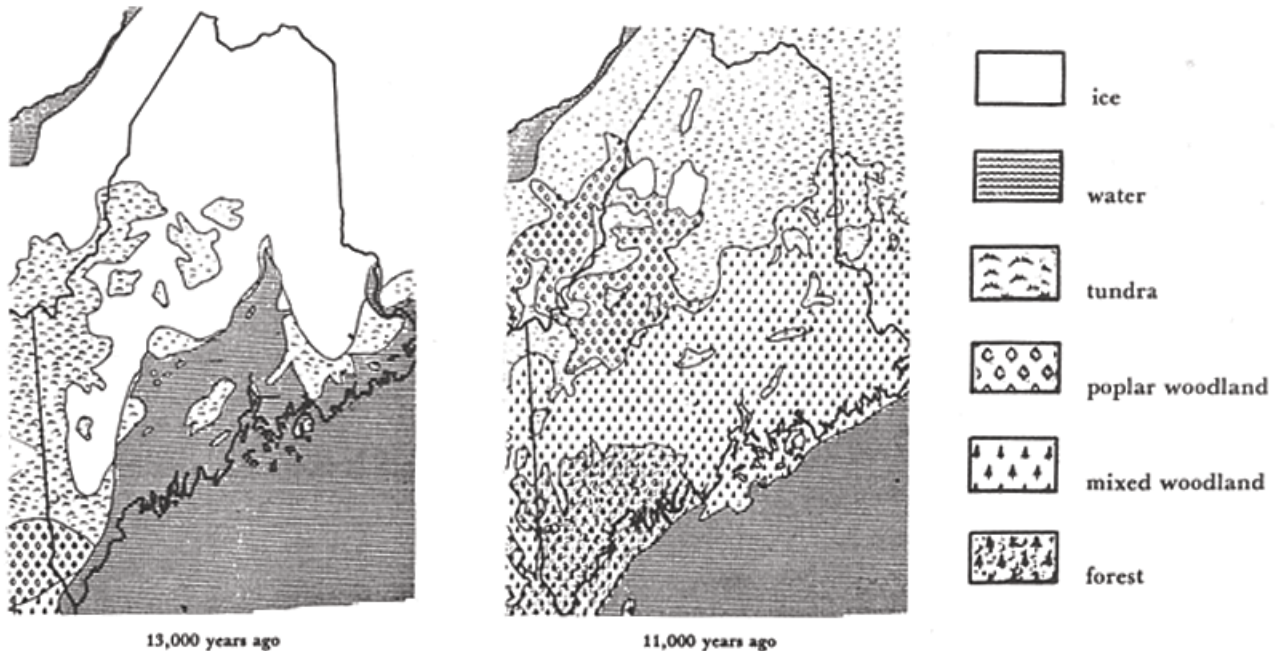 ice
water
tundra
poplar woodland
mixed woodland
forest
13,000 years ago
11,000 years ago